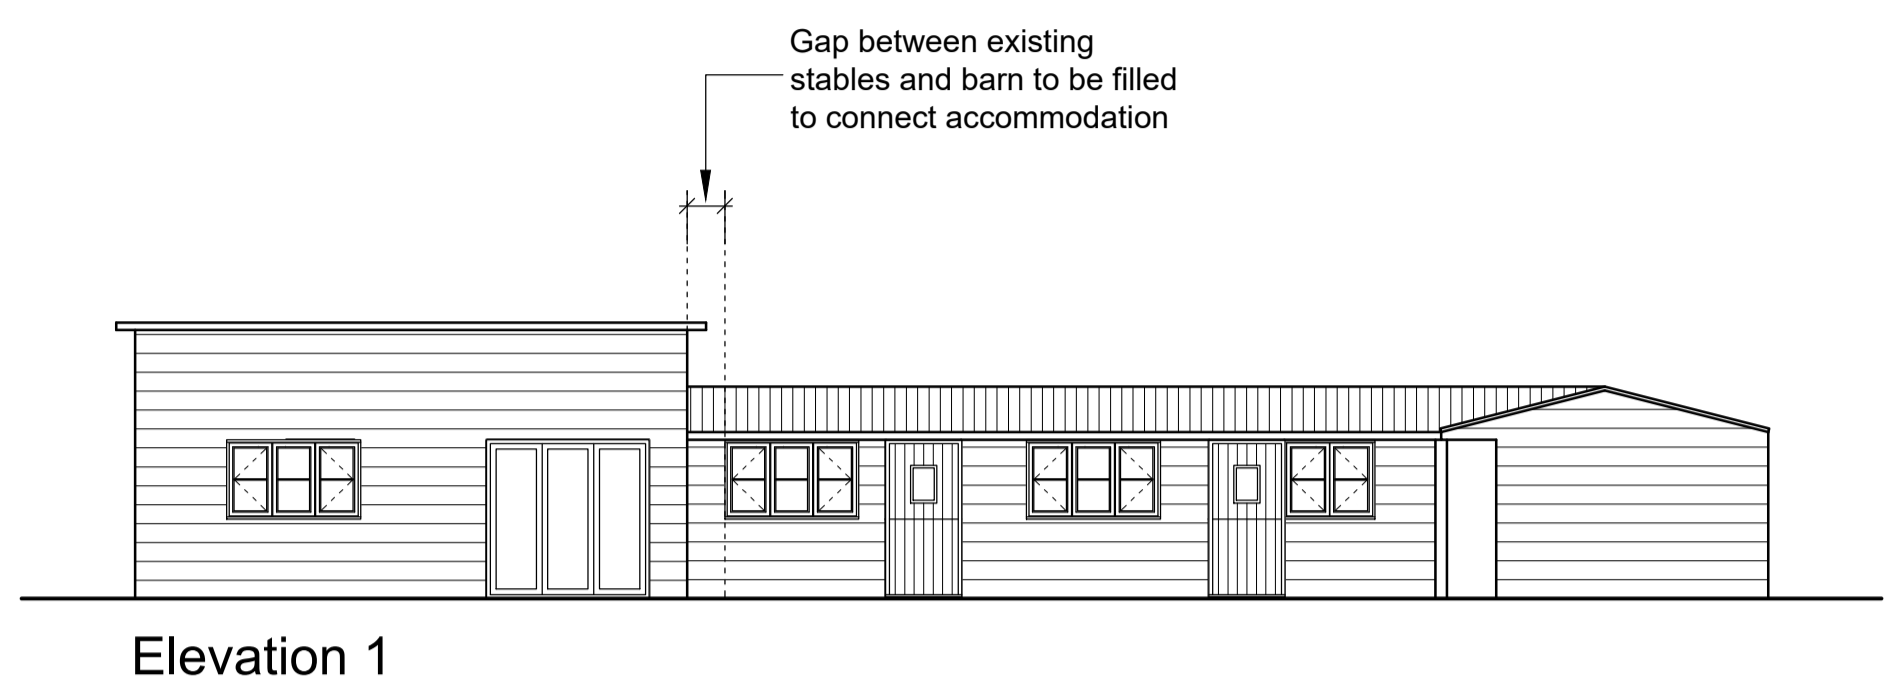 Gap between existing
stables and barn to be filled
to connect accommodation
Elevation 1